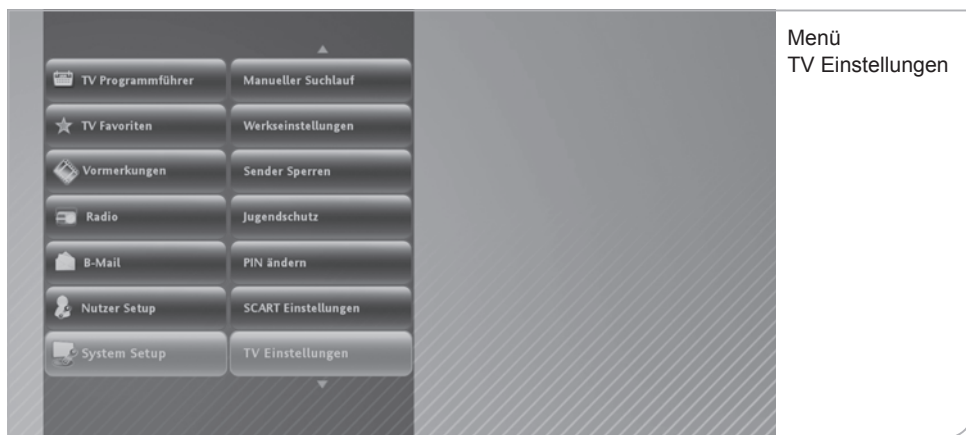 Menü
TV Einstellungen
TV Programmführer
TV Favoriten
Vormerkungen
Radio
B-Mail
Nutzer Setup
System Setup
Manueller Suchlauf
Werkseinstellungen
Sender Sperren
Jugendschutz
PIN ändern
SCART Einstellungen
TV Einstellungen